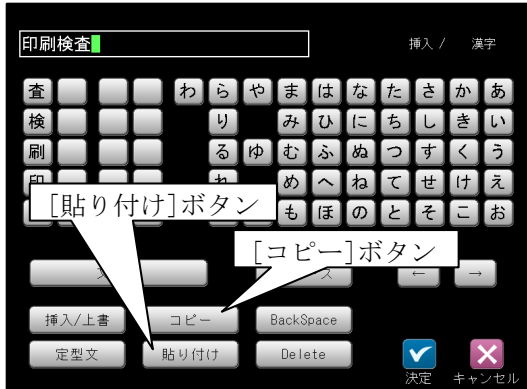 印刷検査
挿入 / 漢字
査 わ ら や ま は な た さ か あ
検 り み ひ に ち し き い
刷 る ゆ む ふ ぬ つ す く う
印 れ め へ ね て せ け え
も ほ の と そ こ お
[貼り付け]ボタン
[コピー]ボタン
← →
挿入/上書 コピー BackSpace
定型文 貼り付け Delete
決定 キャンセル